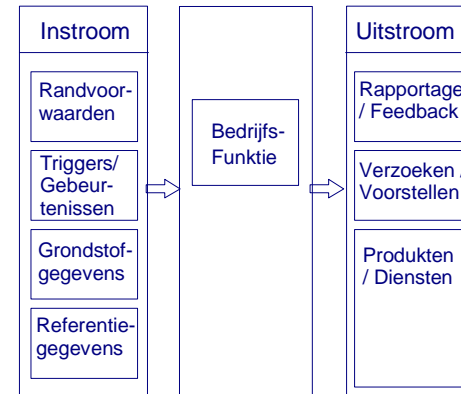 Instroom
Randvoor-
waarden
Triggers/
Gebeur-
tenissen
Grondstof-
gegevens
Referentie-
gegevens
Bedrijfs-
Funktie
Uitstroom
Rapportage
/ Feedback
Verzoeken /
Voorstellen
Produkten
/ Diensten